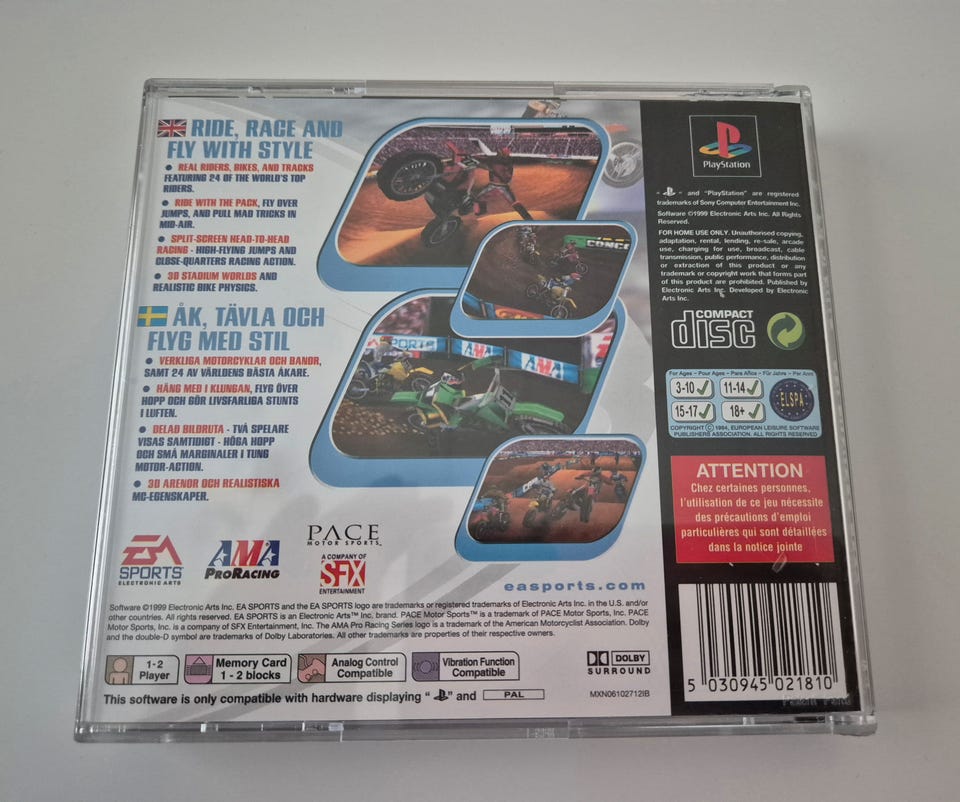 RIDE, RACE AND
FLY WITH STYLE
• REAL RIDERS, BIKES, AND TRACKS
FEATURING 24 OF THE WORLD'S TOP
RIDERS.
• RIDE WITH THE PACK, FLY OVER
JUMPS, AND PULL MAD TRICKS IN
MID-AIR.
• SPLIT-SCREEN HEAD-TO-HEAD
RACING - HIGH-FLYING JUMPS AND
CLOSE-QUARTERS RACING ACTION.
• 3D STADIUM WORLDS AND
REALISTIC BIKE PHYSICS.
ÅK, TÄVLA OCH
FLYG MED STIL
• VERKLIGA MOTORCYKLAR OCH BANOR,
SAMT 24 AV VÄRLDENS BÄSTA ÅKARE.
• HÄNG MED I KLUNGAN, FLYG ÖVER
HOPP OCH GÖR LIVSFARLIGA STUNTS
I LUFTEN.
• DELAD BILDRUTA - TVÅ SPELARE
VISAS SAMTIDIGT - HÖGA HOPP
OCH SMÅ MARGINALER I TUNG
MOTOR-ACTION.
• 3D ARENOR OCH REALISTISKA
MC-EGENSKAPER.
EA
SPORTS
ELECTRONIC ARTS
AMA
PRORACING
PACE
MOTOR SPORTS™
A COMPANY OF
SFX
ENTERTAINMENT
AMA
AMA
11
easports.com
Software ©1999 Electronic Arts Inc. EA SPORTS and the EA SPORTS logo are trademarks or registered trademarks of Electronic Arts Inc. in the U.S. and/or
other countries. All rights reserved. EA SPORTS is an Electronic Arts™ Inc. brand. PACE Motor Sports™ is a trademark of PACE Motor Sports, Inc. PACE
Motor Sports, Inc. is a company of SFX Entertainment, Inc. The AMA Pro Racing Series logo is a trademark of the American Motorcyclist Association. Dolby
and the double-D symbol are trademarks of Dolby Laboratories. All other trademarks are properties of their respective owners.
1-2
Player
Memory Card
1 - 2 blocks
Analog Control
Compatible
Vibration Function
Compatible
DOLBY
SURROUND
This software is only compatible with hardware displaying " " and PAL
MXN06102712IB
PlayStation
" " and "PlayStation" are registered
trademarks of Sony Computer Entertainment Inc.
Software ©1999 Electronic Arts Inc. All Rights
Reserved.
FOR HOME USE ONLY. Unauthorised copying,
adaptation, rental, lending, re-sale, arcade
use, charging for use, broadcast, cable
transmission, public performance, distribution
or extraction of this product or any
trademark or copyright work that forms part
of this product are prohibited. Published by
Electronic Arts Inc. Developed by Electronic
Arts Inc.
COMPACT
disc
For Ages - Pour Ages - Para Años - Für Jahre - Per Anni
3-10 ✓ 11-14 ✓
15-17 ✓ 18+ ✓
ELSPA
COPYRIGHT © 1994, EUROPEAN LEISURE SOFTWARE
PUBLISHERS ASSOCIATION. ALL RIGHTS RESERVED
ATTENTION
Chez certaines personnes,
l'utilisation de ce jeu nécessite
des précautions d'emploi
particulières qui sont détaillées
dans la notice jointe
5 030945 021810